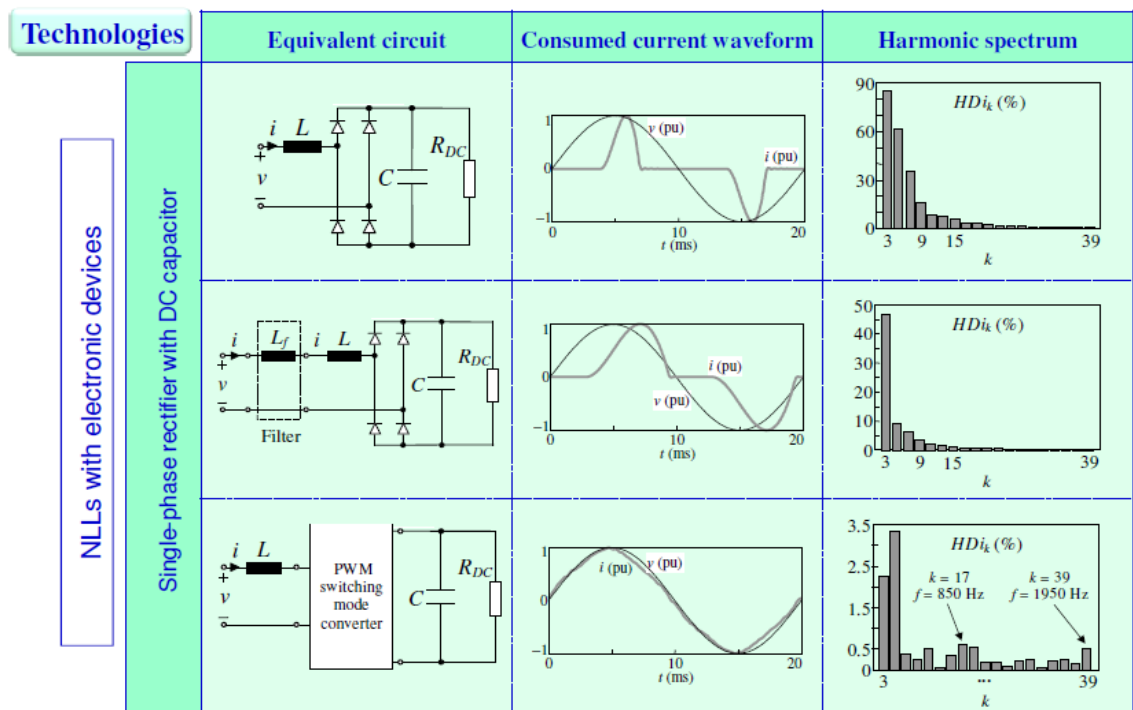 Technologies
Equivalent circuit
Consumed current waveform
Harmonic spectrum
NLLs with electronic devices
Single-phase rectifier with DC capacitor
i
L
+
v
−
C
R_DC
1
0
−1
v (pu)
i (pu)
0
10
20
t (ms)
90
60
30
0
HDi_k (%)
3
9
15
39
k
i
L_f
i
L
+
v
−
Filter
C
R_DC
1
0
−1
i (pu)
v (pu)
0
10
20
t (ms)
50
40
30
20
10
0
HDi_k (%)
3
9
15
39
k
i
L
+
v
−
PWM
switching
mode
converter
C
R_DC
1
0
−1
v (pu)
i (pu)
0
10
20
t (ms)
3.5
2.5
1.5
0.5
0
HDi_k (%)
k = 17
f = 850 Hz
k = 39
f = 1950 Hz
3
...
39
k